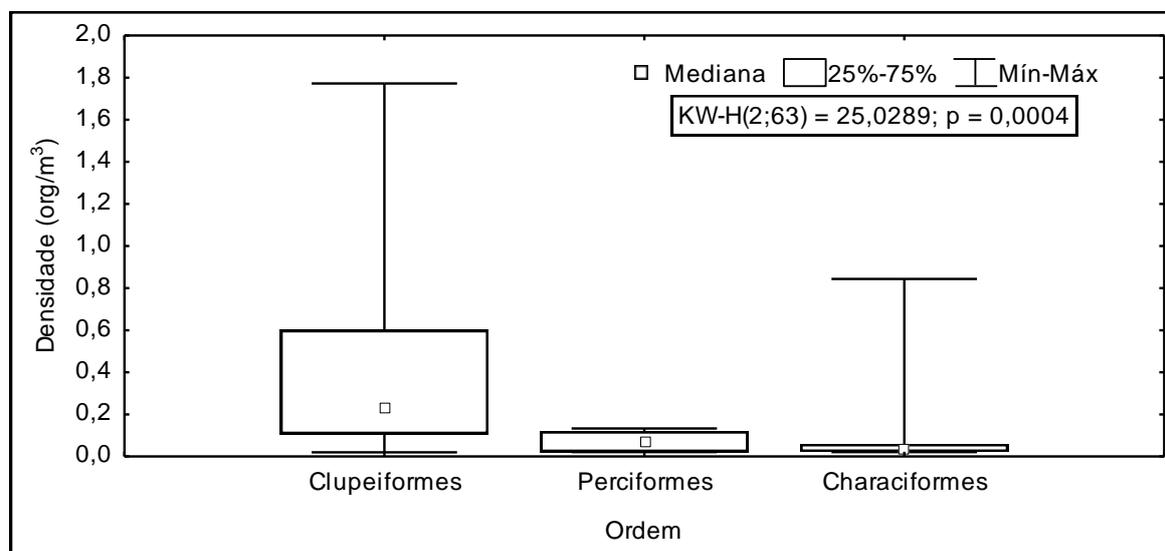 Densidade (org/m³)
2,0
1,8
1,6
1,4
1,2
1,0
0,8
0,6
0,4
0,2
0,0
Mediana 25%-75% Mín-Máx
KW-H(2;63) = 25,0289; p = 0,0004
Clupeiformes Perciformes Characiformes
Ordem